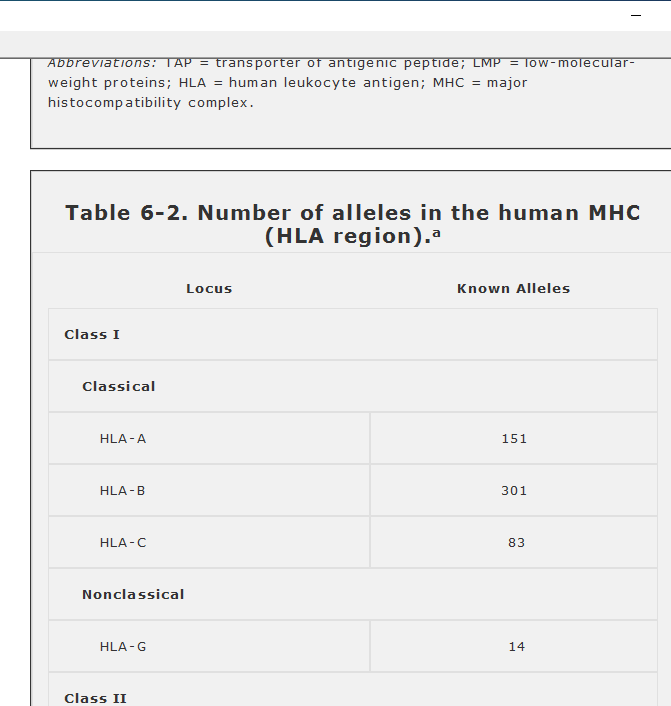 Abbreviations: TAP = transporter of antigenic peptide; LMP = low-molecular-
weight proteins; HLA = human leukocyte antigen; MHC = major
histocompatibility complex.
Table 6-2. Number of alleles in the human MHC
(HLA region).ª
Locus Known Alleles
Class I
Classical
HLA-A 151
HLA-B 301
HLA-C 83
Nonclassical
HLA-G 14
Class II